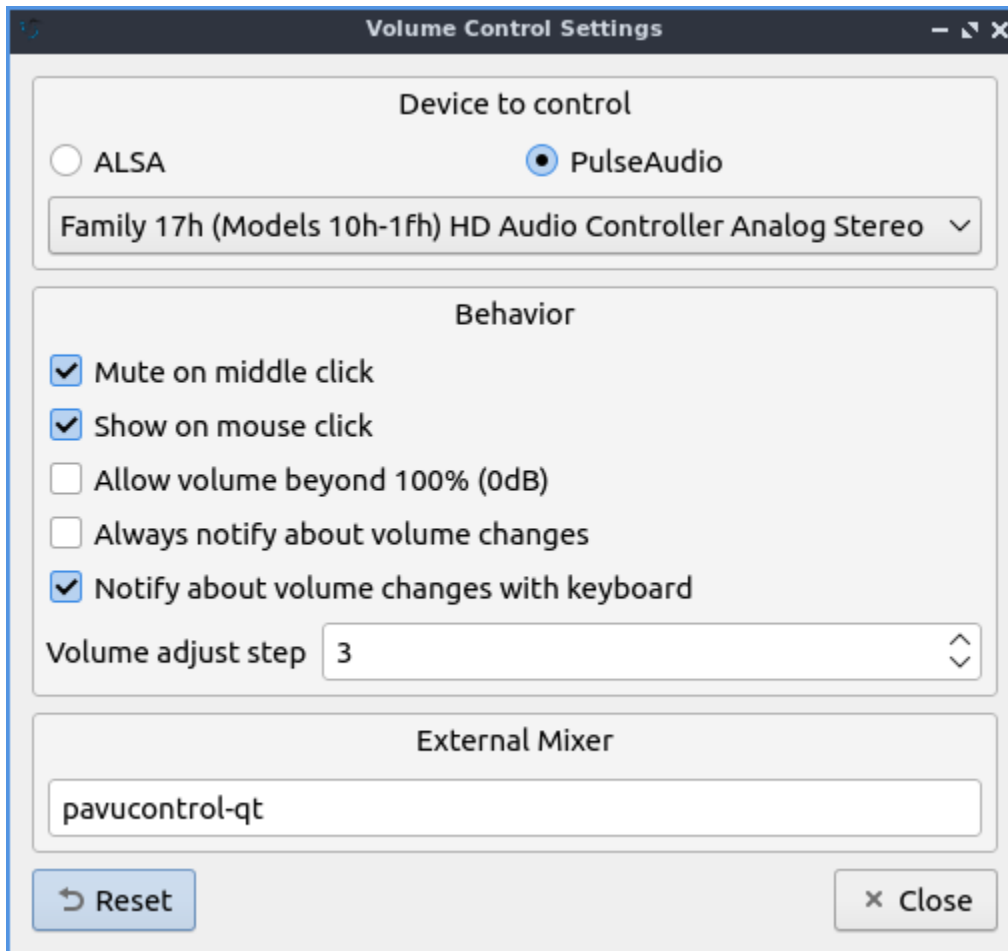 Volume Control Settings
Device to control
ALSA
PulseAudio
Family 17h (Models 10h-1fh) HD Audio Controller Analog Stereo
Behavior
Mute on middle click
Show on mouse click
Allow volume beyond 100% (0dB)
Always notify about volume changes
Notify about volume changes with keyboard
Volume adjust step 3
External Mixer
pavucontrol-qt
Reset
Close